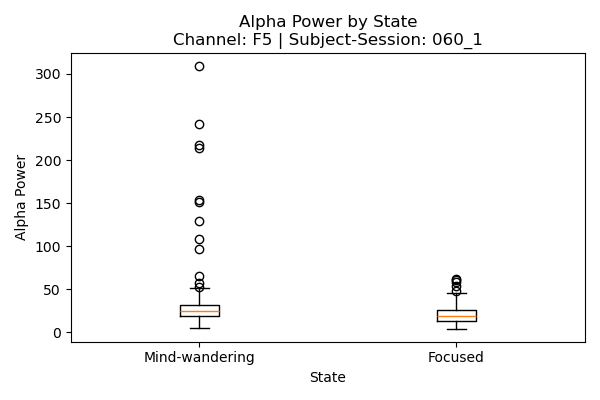 Alpha Power by State
Channel: F5 | Subject-Session: 060_1
300
250
200
150
100
50
0
Alpha Power
Mind-wandering
Focused
State